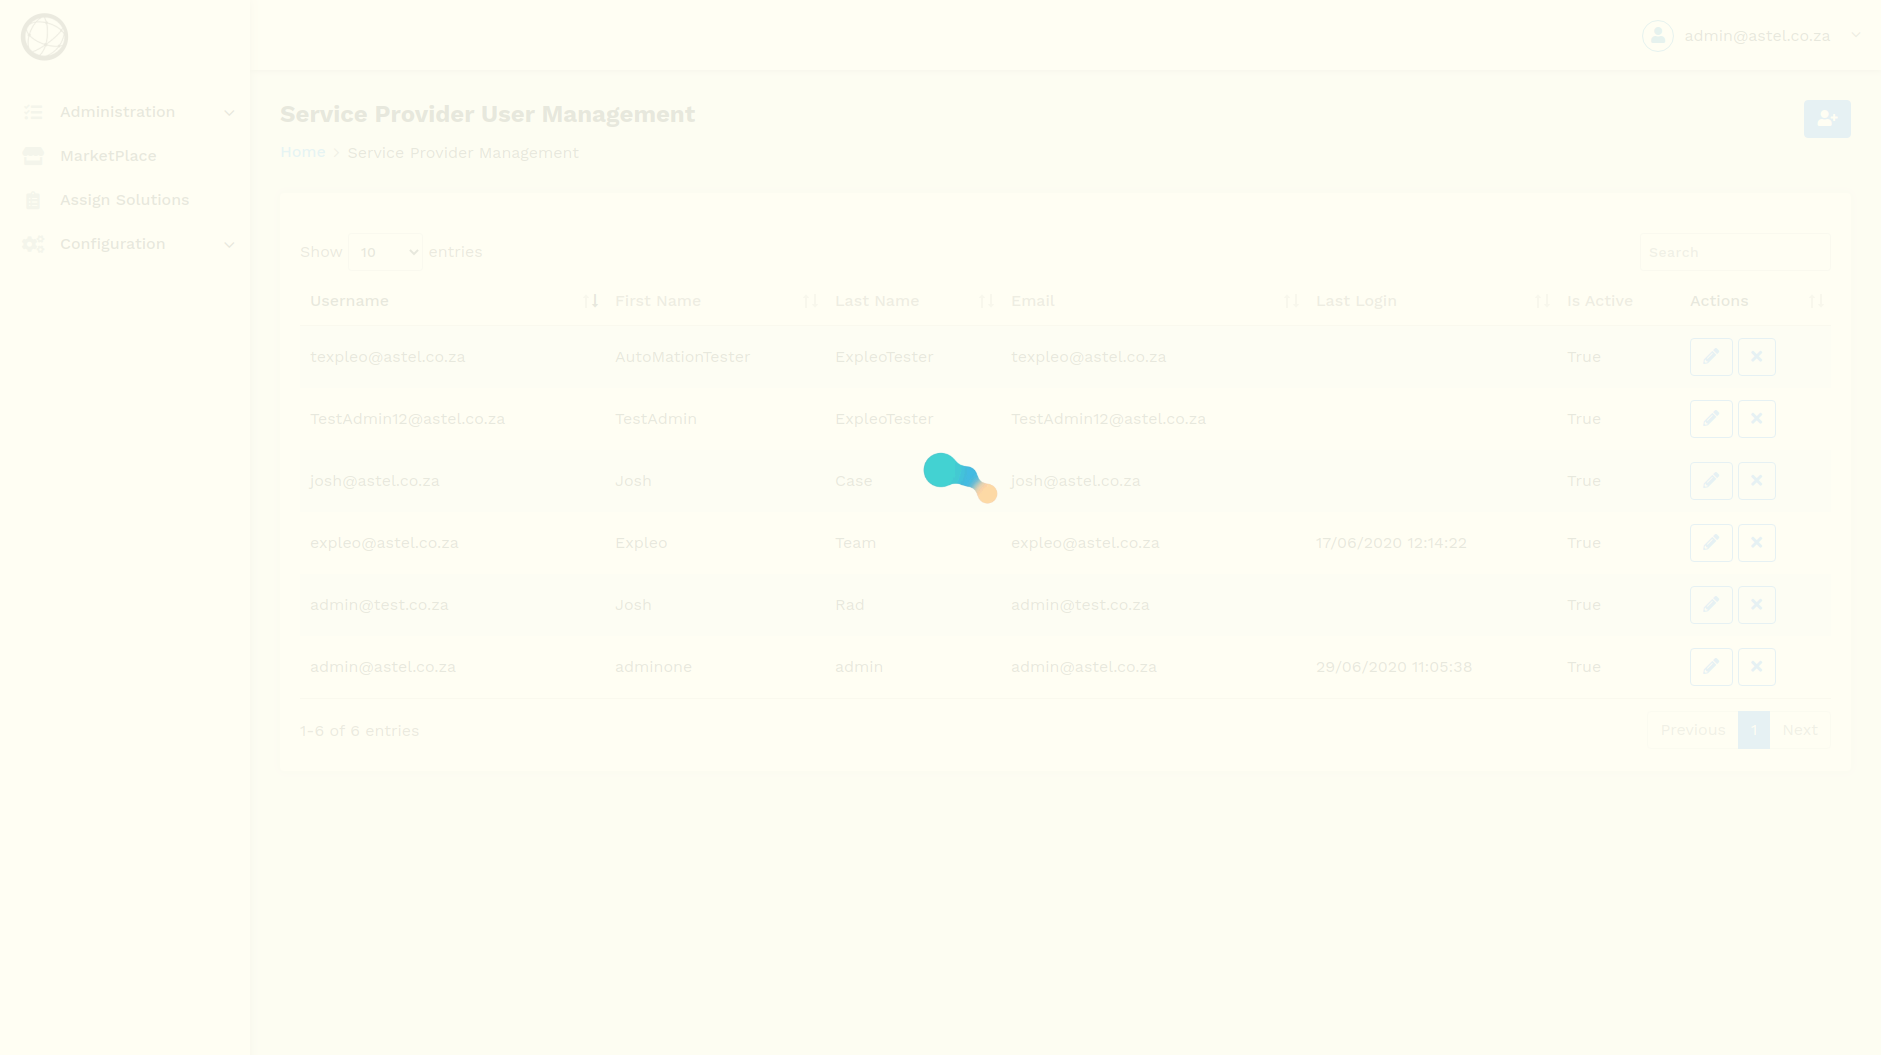 admin@astel.co.za
Administration
MarketPlace
Assign Solutions
Configuration
Service Provider User Management
Home Service Provider Management
Show 10 entries
Search
Username First Name Last Name Email Last Login Is Active Actions
texpleo@astel.co.za AutoMationTester ExpleoTester texpleo@astel.co.za True
TestAdmin12@astel.co.za TestAdmin ExpleoTester TestAdmin12@astel.co.za True
josh@astel.co.za Josh Case josh@astel.co.za True
expleo@astel.co.za Expleo Team expleo@astel.co.za 17/06/2020 12:14:22 True
admin@test.co.za Josh Rad admin@test.co.za True
admin@astel.co.za adminone admin admin@astel.co.za 29/06/2020 11:05:38 True
1-6 of 6 entries
Previous 1 Next